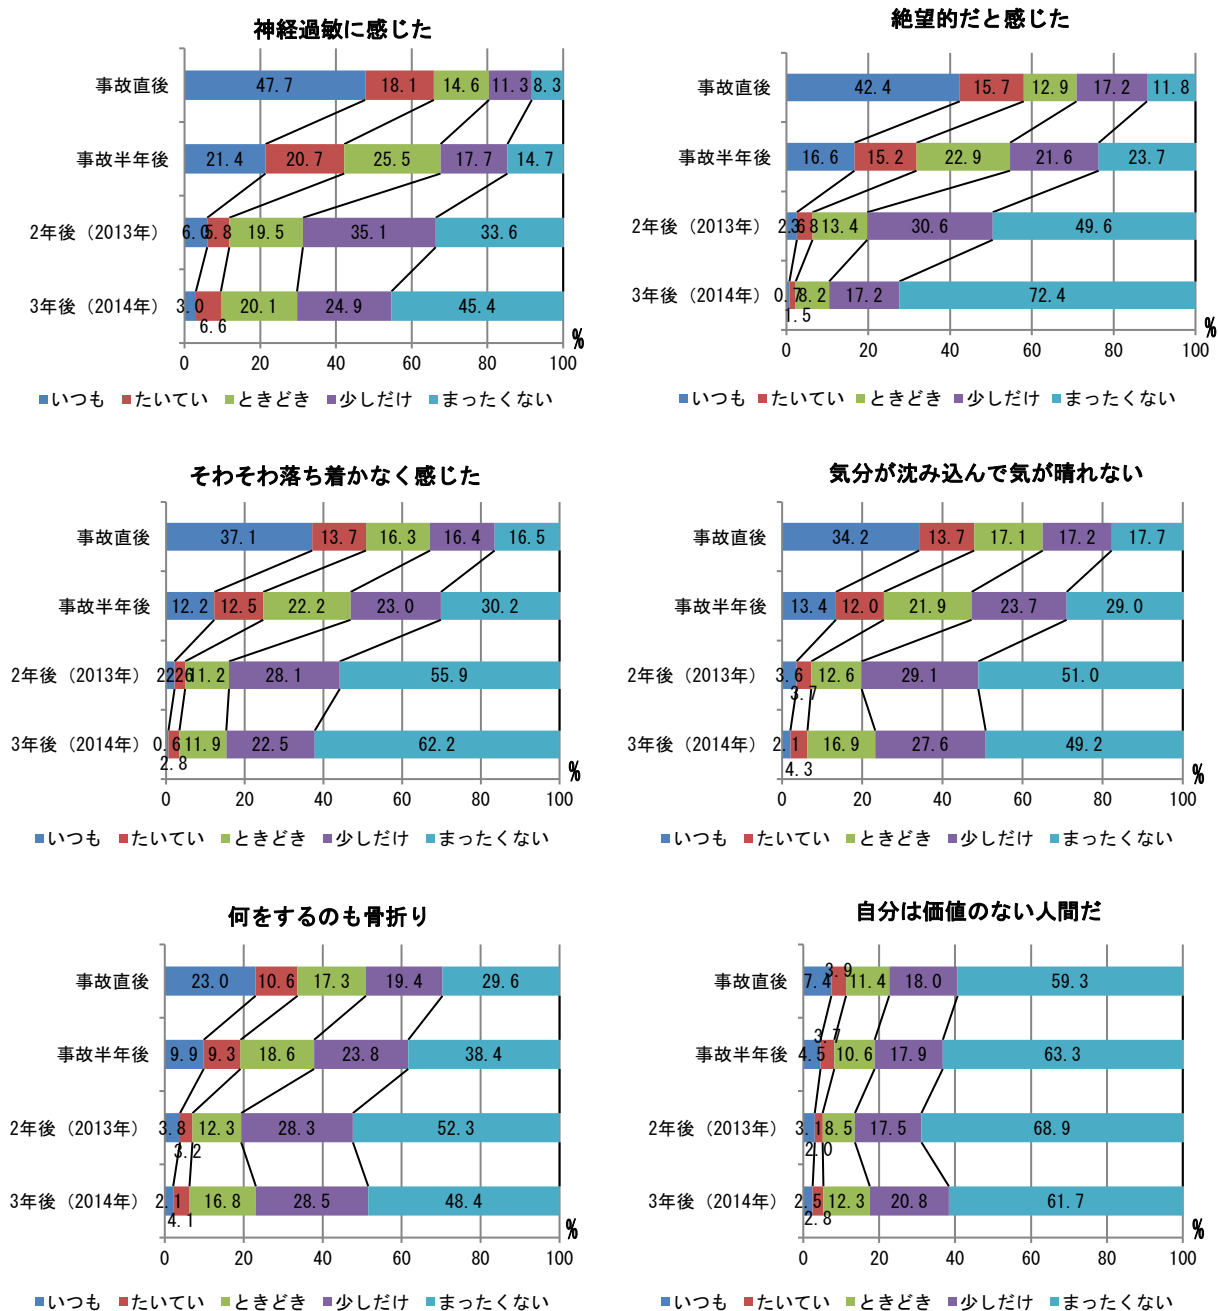 神経過敏に感じた
事故直後 47.7 18.1 14.6 11.3 8.3
事故半年後 21.4 20.7 25.5 17.7 14.7
2年後（2013年） 6.0 5.8 19.5 35.1 33.6
3年後（2014年） 3.0 6.6 20.1 24.9 45.4
%
0 20 40 60 80 100
いつも たいてい ときどき 少しだけ まったくない
絶望的だと感じた
事故直後 42.4 15.7 12.9 17.2 11.8
事故半年後 16.6 15.2 22.9 21.6 23.7
2年後（2013年） 13.4 30.6 49.6
3年後（2014年） 0.7 1.5 8.2 17.2 72.4
%
0 20 40 60 80 100
いつも たいてい ときどき 少しだけ まったくない
そわそわ落ち着かなく感じた
事故直後 37.1 13.7 16.3 16.4 16.5
事故半年後 12.2 12.5 22.2 23.0 30.2
2年後（2013年） 11.2 28.1 55.9
3年後（2014年） 0.6 2.8 11.9 22.5 62.2
%
0 20 40 60 80 100
いつも たいてい ときどき 少しだけ まったくない
気分が沈み込んで気が晴れない
事故直後 34.2 13.7 17.1 17.2 17.7
事故半年後 13.4 12.0 21.9 23.7 29.0
2年後（2013年） 3.6 3.7 12.6 29.1 51.0
3年後（2014年） 2.1 4.3 16.9 27.6 49.2
%
0 20 40 60 80 100
いつも たいてい ときどき 少しだけ まったくない
何をするのも骨折り
事故直後 23.0 10.6 17.3 19.4 29.6
事故半年後 9.9 9.3 18.6 23.8 38.4
2年後（2013年） 3.8 3.2 12.3 28.3 52.3
3年後（2014年） 2.1 4.1 16.8 28.5 48.4
%
0 20 40 60 80 100
いつも たいてい ときどき 少しだけ まったくない
自分は価値のない人間だ
事故直後 7.4 3.9 11.4 18.0 59.3
事故半年後 4.5 3.7 10.6 17.9 63.3
2年後（2013年） 3.1 2.0 8.5 17.5 68.9
3年後（2014年） 2.5 2.8 12.3 20.8 61.7
%
0 20 40 60 80 100
いつも たいてい ときどき 少しだけ まったくない